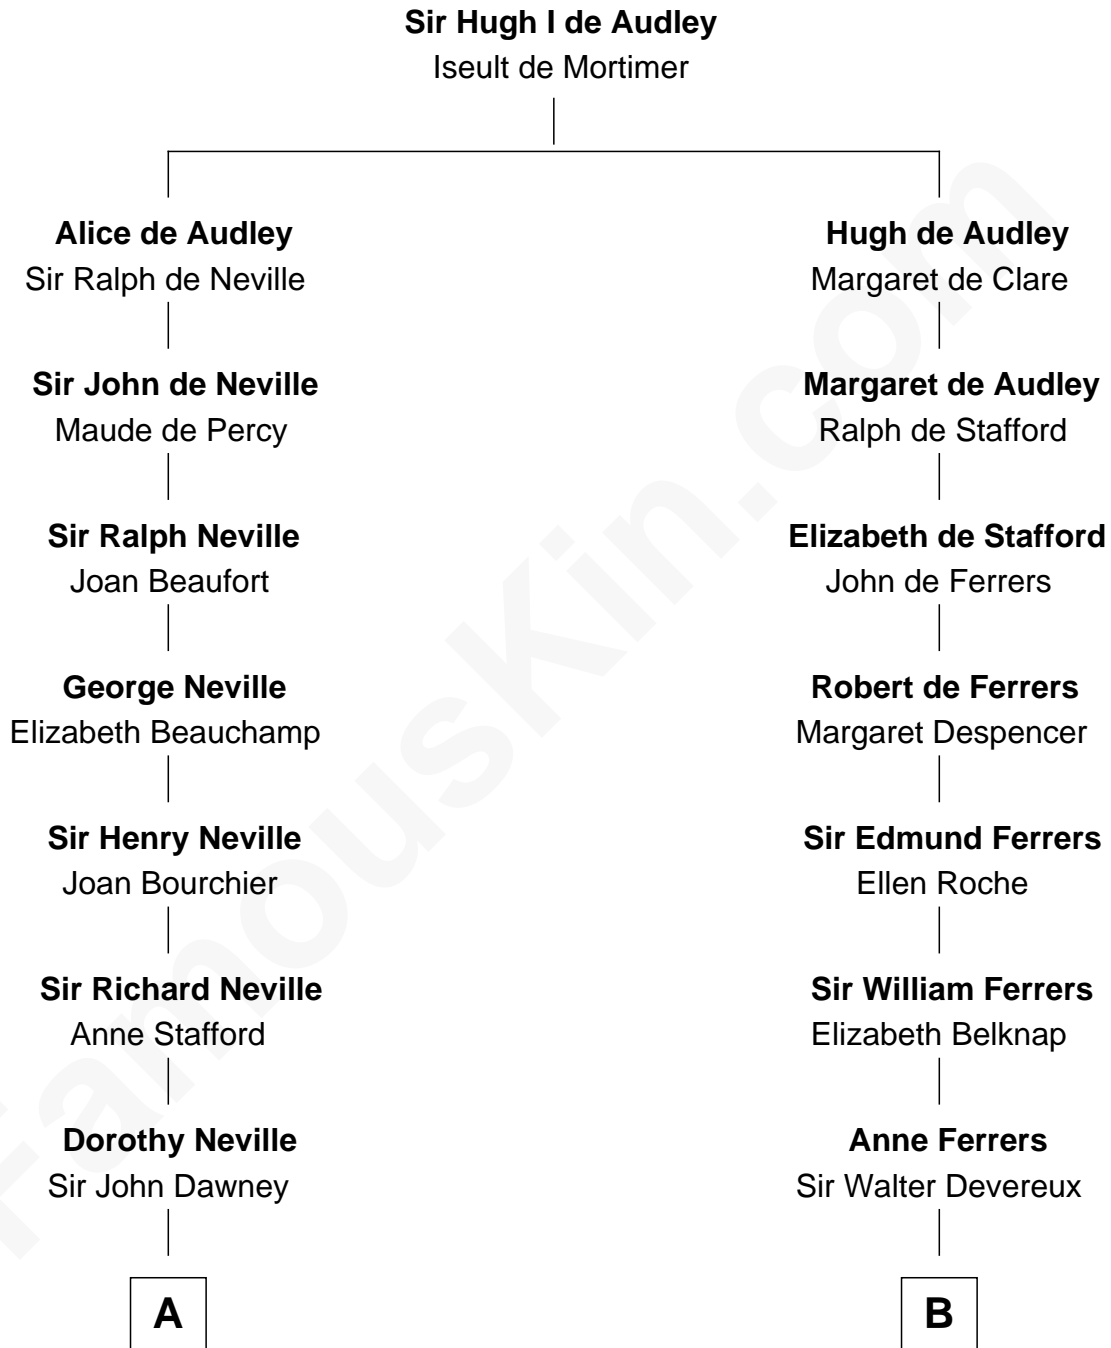 Sir Hugh I de Audley
Iseult de Mortimer
Alice de Audley
Sir Ralph de Neville
Hugh de Audley
Margaret de Clare
Sir John de Neville
Maude de Percy
Margaret de Audley
Ralph de Stafford
Sir Ralph Neville
Joan Beaufort
Elizabeth de Stafford
John de Ferrers
George Neville
Elizabeth Beauchamp
Robert de Ferrers
Margaret Despencer
Sir Henry Neville
Joan Bourchier
Sir Edmund Ferrers
Ellen Roche
Sir Richard Neville
Anne Stafford
Sir William Ferrers
Elizabeth Belknap
Dorothy Neville
Sir John Dawney
Anne Ferrers
Sir Walter Devereux
A
B
FamousKin.com